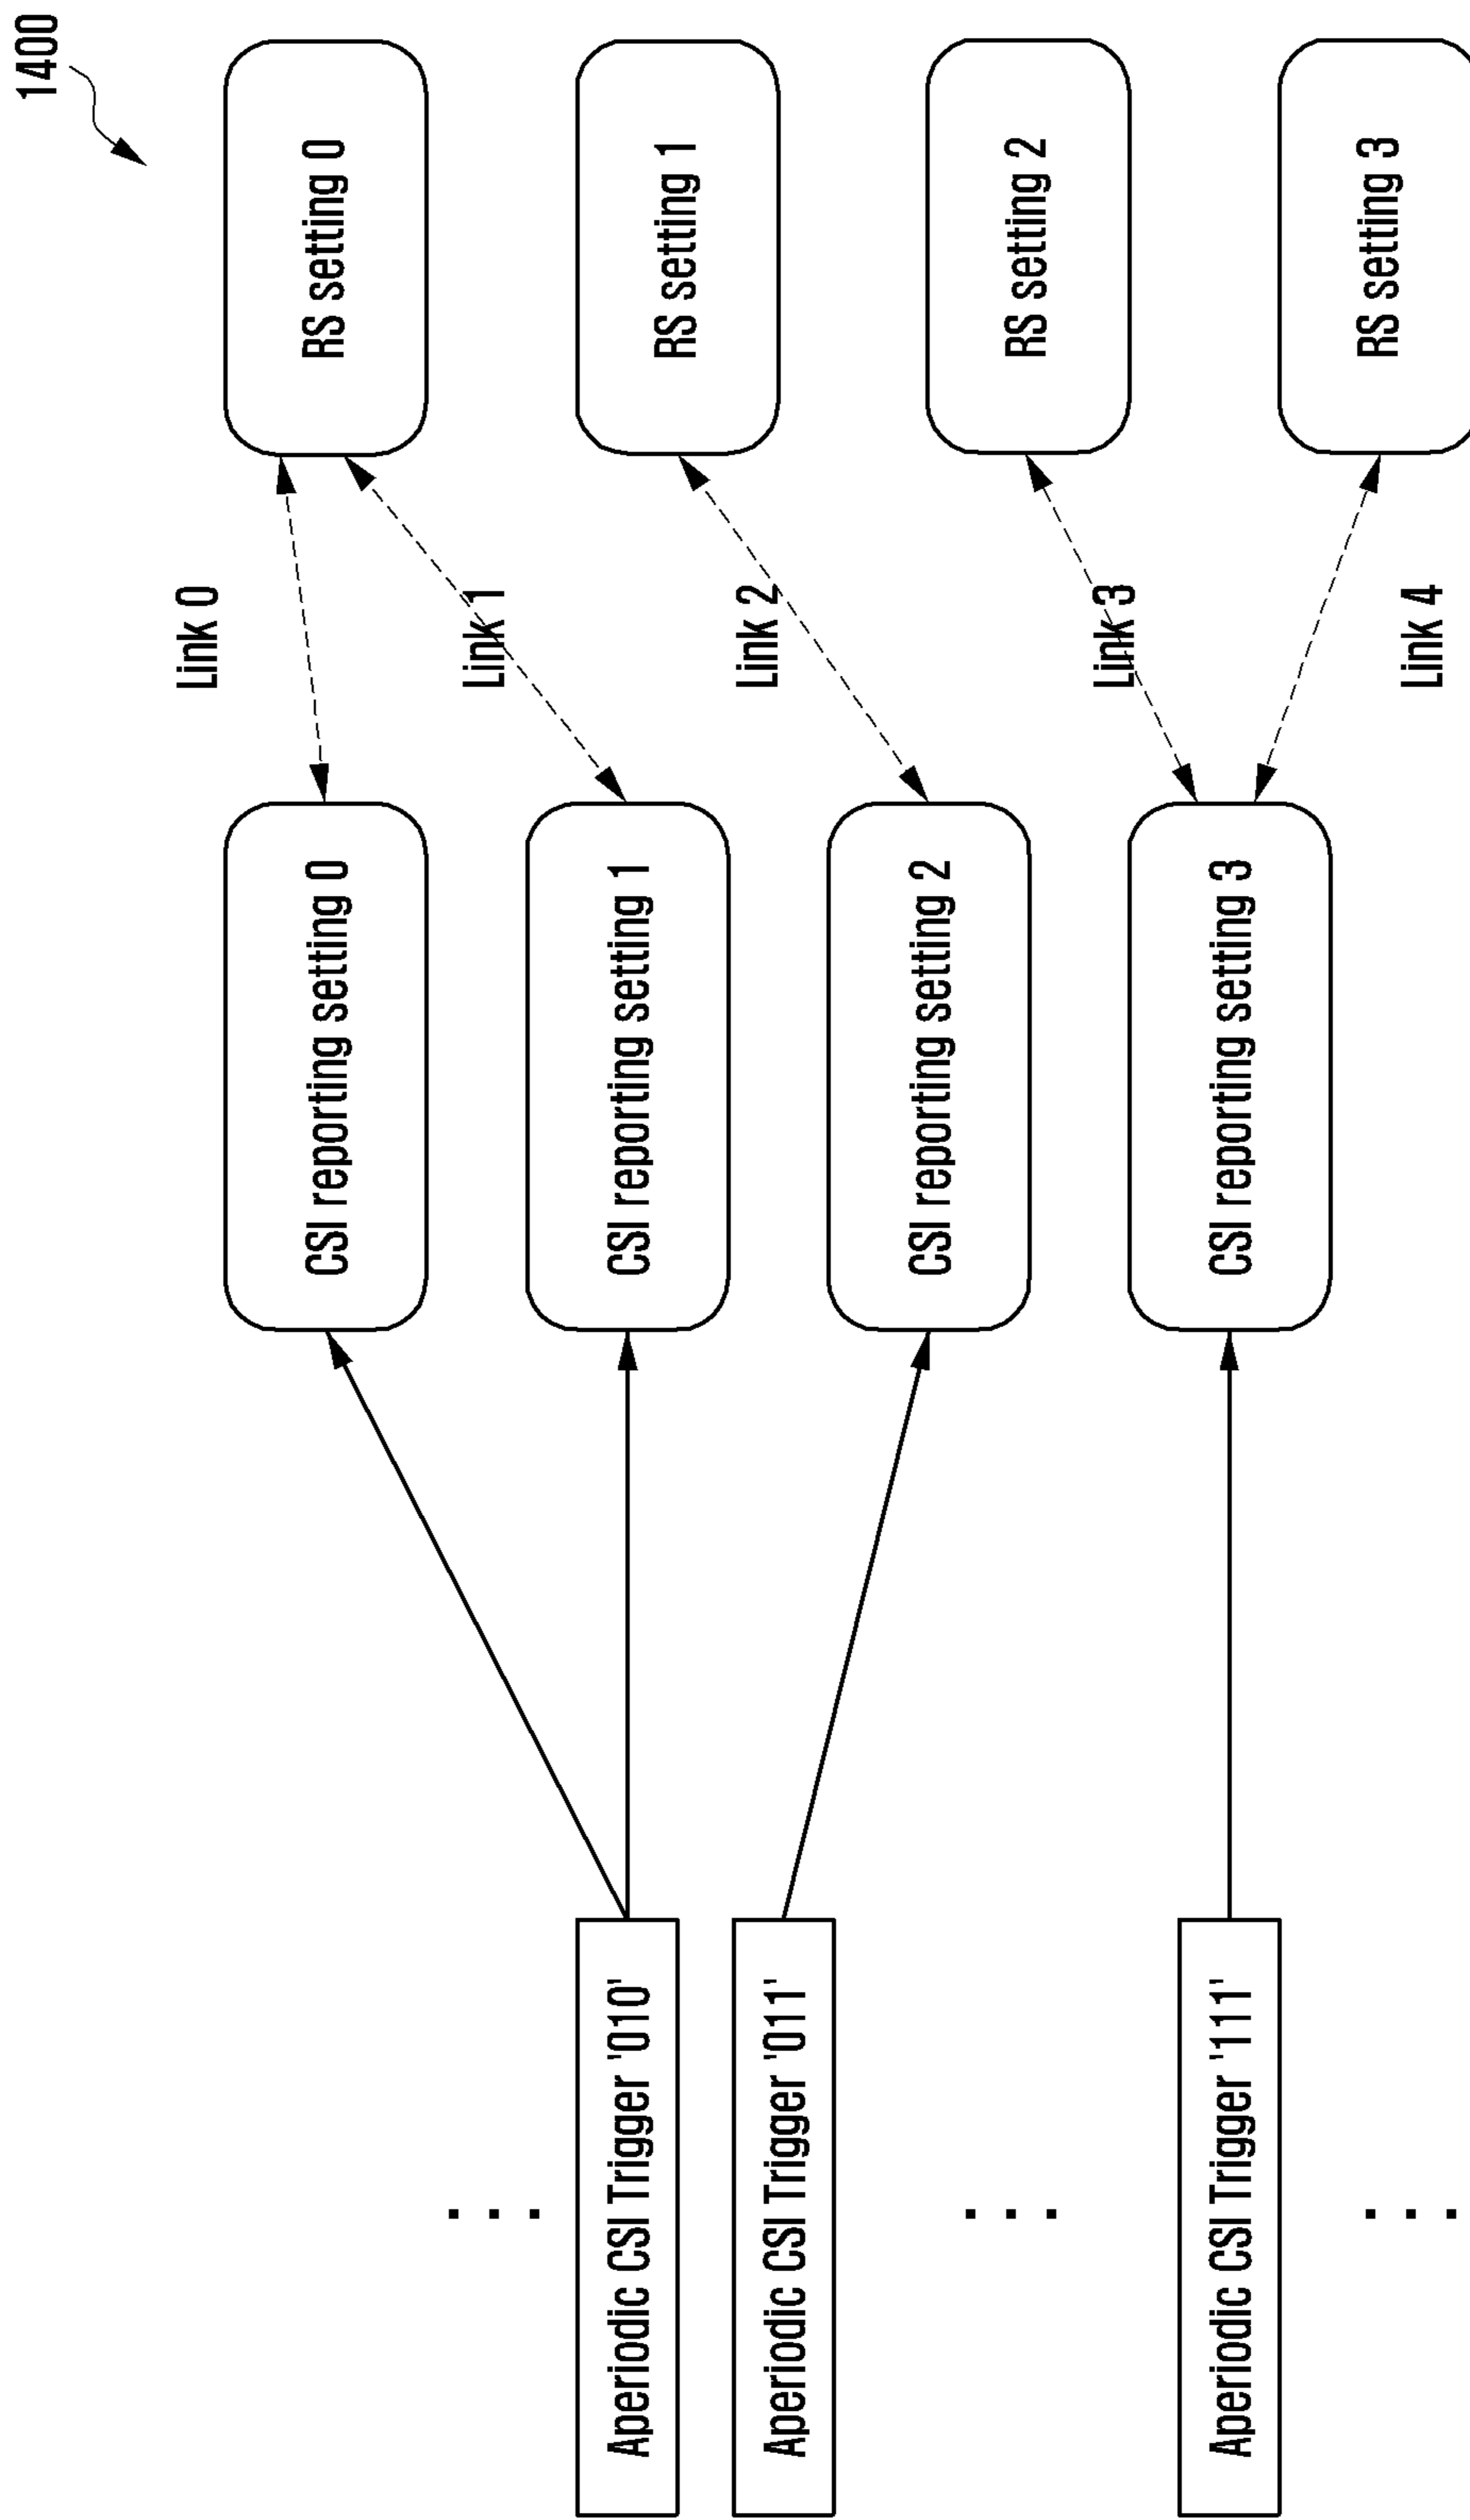 1400
Aperiodic CSI Trigger '010'
Aperiodic CSI Trigger '011'
Aperiodic CSI Trigger '111'
CSI reporting setting 0
CSI reporting setting 1
CSI reporting setting 2
CSI reporting setting 3
Link 0
Link 1
Link 2
Link 3
Link 4
RS setting 0
RS setting 1
RS setting 2
RS setting 3